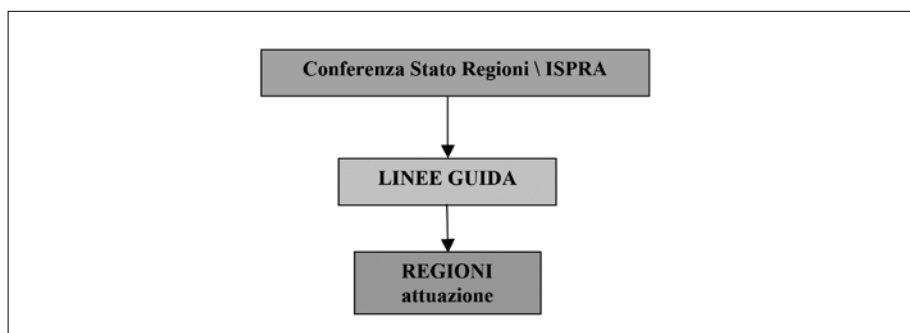 Conferenza Stato Regioni \ ISPRA
LINEE GUIDA
REGIONI
attuazione